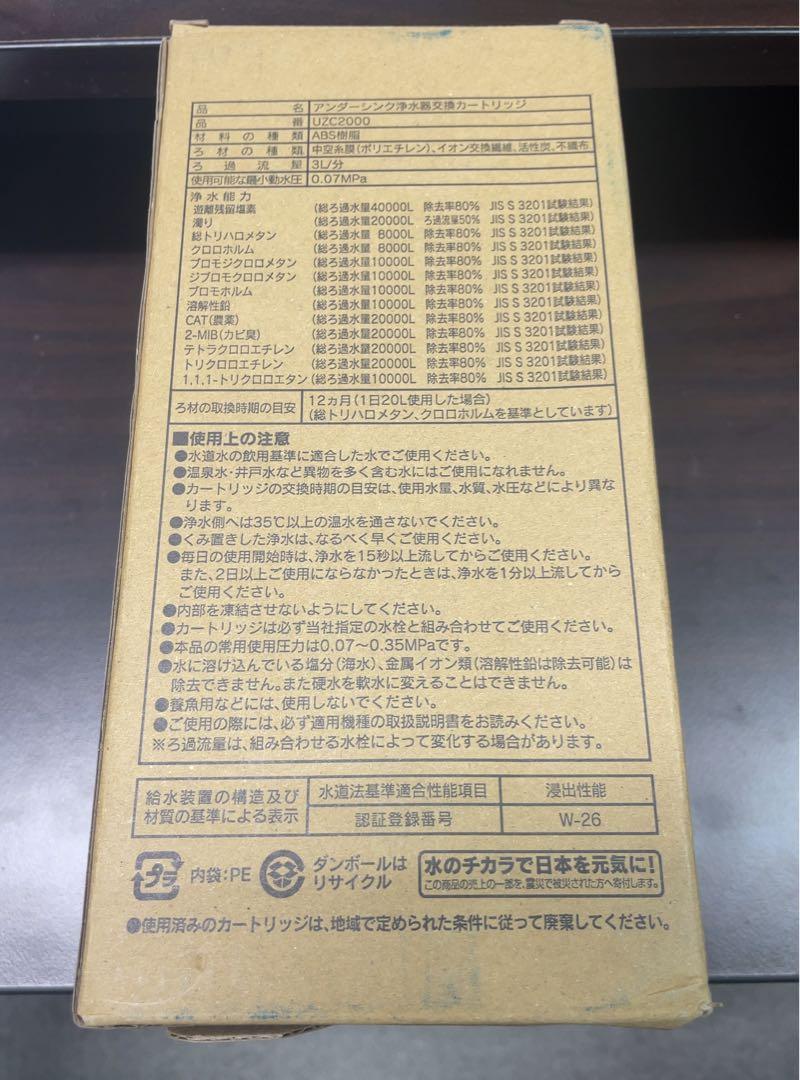 品名 アンダーシンク浄水器交換カートリッジ
品番 UZC2000
材料の種類 ABS樹脂
ろ材の種類 中空糸膜(ポリエチレン)、イオン交換繊維、活性炭、不織布
ろ過流量 3L/分
使用可能な最小動水圧 0.07MPa
浄水能力
遊離残留塩素 (総ろ過水量40000L 除去率80% JIS S 3201試験結果)
濁り (総ろ過水量20000L ろ過流量50% JIS S 3201試験結果)
総トリハロメタン (総ろ過水量 8000L 除去率80% JIS S 3201試験結果)
クロロホルム (総ろ過水量 8000L 除去率80% JIS S 3201試験結果)
ブロモジクロロメタン (総ろ過水量10000L 除去率80% JIS S 3201試験結果)
ジブロモクロロメタン (総ろ過水量10000L 除去率80% JIS S 3201試験結果)
ブロモホルム (総ろ過水量10000L 除去率80% JIS S 3201試験結果)
溶解性鉛 (総ろ過水量10000L 除去率80% JIS S 3201試験結果)
CAT(農薬) (総ろ過水量20000L 除去率80% JIS S 3201試験結果)
2-MIB(カビ臭) (総ろ過水量20000L 除去率80% JIS S 3201試験結果)
テトラクロロエチレン (総ろ過水量20000L 除去率80% JIS S 3201試験結果)
トリクロロエチレン (総ろ過水量20000L 除去率80% JIS S 3201試験結果)
1,1,1-トリクロロエタン (総ろ過水量10000L 除去率80% JIS S 3201試験結果)
ろ材の取換時期の目安 12ヵ月(1日20L使用した場合)
(総トリハロメタン、クロロホルムを基準としています)
■使用上の注意
●水道水の飲用基準に適合した水でご使用ください。
●温泉水・井戸水など異物を多く含む水にはご使用になれません。
●カートリッジの交換時期の目安は、使用水量、水質、水圧などにより異な
ります。
●浄水側へは35℃以上の温水を通さないでください。
●くみ置きした浄水は、なるべく早くご使用ください。
●毎日の使用開始時は、浄水を15秒以上流してからご使用ください。
また、2日以上ご使用にならなかったときは、浄水を1分以上流してから
ご使用ください。
●内部を凍結させないようにしてください。
●カートリッジは必ず当社指定の水栓と組み合わせてご使用ください。
●本品の常用使用圧力は0.07〜0.35MPaです。
●水に溶け込んでいる塩分(海水)、金属イオン類(溶解性鉛は除去可能)は
除去できません。また硬水を軟水に変えることはできません。
●養魚用などには、使用しないでください。
●ご使用の際には、必ず適用機種の取扱説明書をお読みください。
※ろ過流量は、組み合わせる水栓によって変化する場合があります。
給水装置の構造及び 水道法基準適合性能項目 浸出性能
材質の基準による表示 認証登録番号 W-26
プラ 内袋:PE ダンボールは
リサイクル
水のチカラで日本を元気に!
この商品の売上の一部を、震災で被災された方へ寄付します。
●使用済みのカートリッジは、地域で定められた条件に従って廃棄してください。